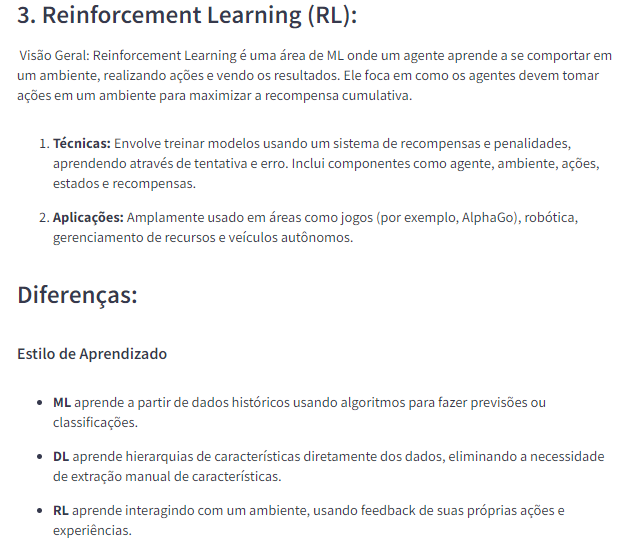 3. Reinforcement Learning (RL):
Visão Geral: Reinforcement Learning é uma área de ML onde um agente aprende a se comportar em
um ambiente, realizando ações e vendo os resultados. Ele foca em como os agentes devem tomar
ações em um ambiente para maximizar a recompensa cumulativa.
1. Técnicas: Envolve treinar modelos usando um sistema de recompensas e penalidades,
aprendendo através de tentativa e erro. Inclui componentes como agente, ambiente, ações,
estados e recompensas.
2. Aplicações: Amplamente usado em áreas como jogos (por exemplo, AlphaGo), robótica,
gerenciamento de recursos e veículos autônomos.
Diferenças:
Estilo de Aprendizado
• ML aprende a partir de dados históricos usando algoritmos para fazer previsões ou
classificações.
• DL aprende hierarquias de características diretamente dos dados, eliminando a necessidade
de extração manual de características.
• RL aprende interagindo com um ambiente, usando feedback de suas próprias ações e
experiências.